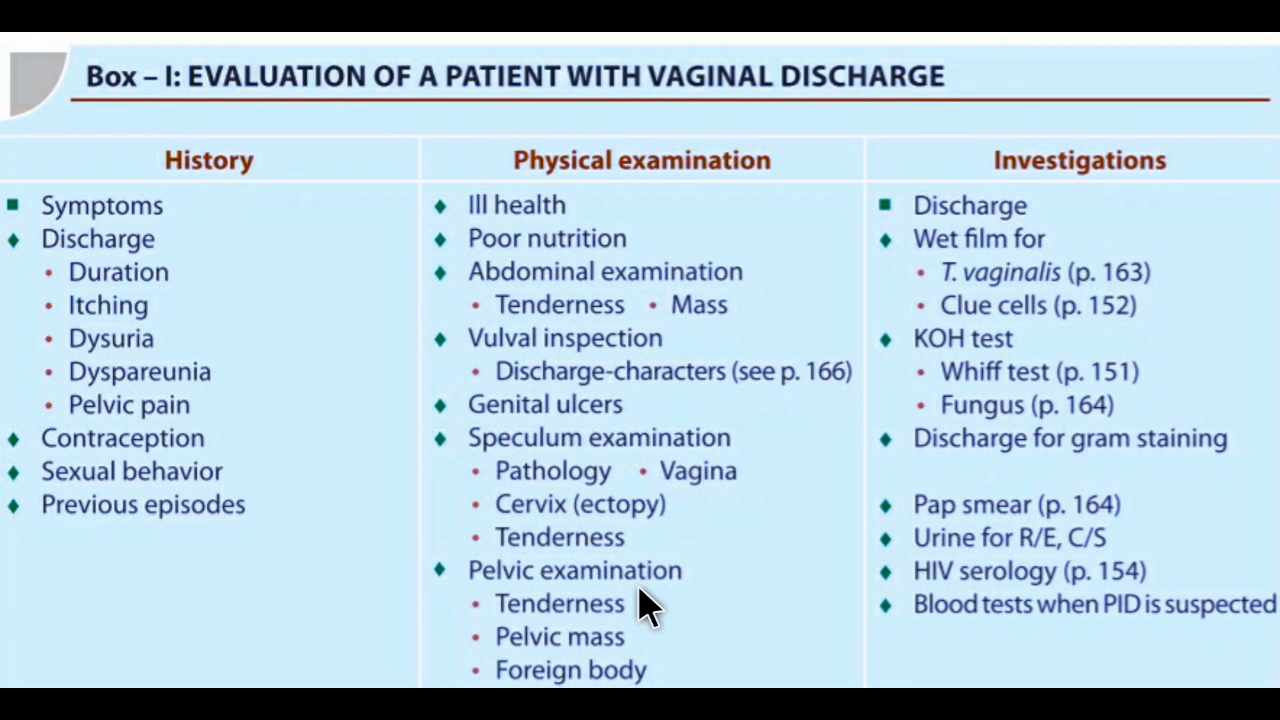 Box – I: EVALUATION OF A PATIENT WITH VAGINAL DISCHARGE
History
Symptoms
Discharge
Duration
Itching
Dysuria
Dyspareunia
Pelvic pain
Contraception
Sexual behavior
Previous episodes
Physical examination
Ill health
Poor nutrition
Abdominal examination
Tenderness • Mass
Vulval inspection
Discharge-characters (see p. 166)
Genital ulcers
Speculum examination
Pathology • Vagina
Cervix (ectopy)
Tenderness
Pelvic examination
Tenderness
Pelvic mass
Foreign body
Investigations
Discharge
Wet film for
T. vaginalis (p. 163)
Clue cells (p. 152)
KOH test
Whiff test (p. 151)
Fungus (p. 164)
Discharge for gram staining
Pap smear (p. 164)
Urine for R/E, C/S
HIV serology (p. 154)
Blood tests when PID is suspected